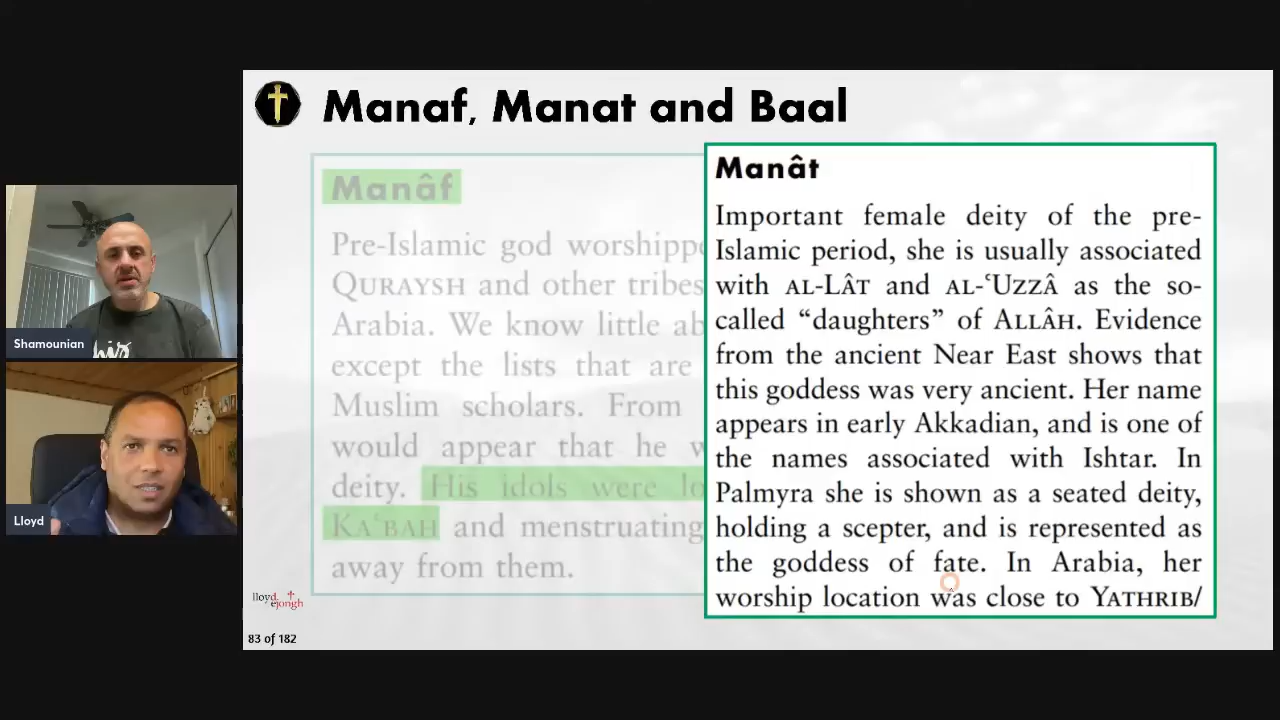 Manaf, Manat and Baal
Manâf
Pre-Islamic god worshipp
QURAYSH and other tribes
Arabia. We know little ab
except the lists that are
Muslim scholars. From
would appear that he w
deity. His idols were lo
KAʿBAH and menstruating
away from them.
Manât
Important female deity of the pre-
Islamic period, she is usually associated
with AL-LÂT and AL-ʿUZZÂ as the so-
called “daughters” of ALLÂH. Evidence
from the ancient Near East shows that
this goddess was very ancient. Her name
appears in early Akkadian, and is one of
the names associated with Ishtar. In
Palmyra she is shown as a seated deity,
holding a scepter, and is represented as
the goddess of fate. In Arabia, her
worship location was close to YATHRIB/
Shamounian
Lloyd
lloyd
ejongh
83 of 182